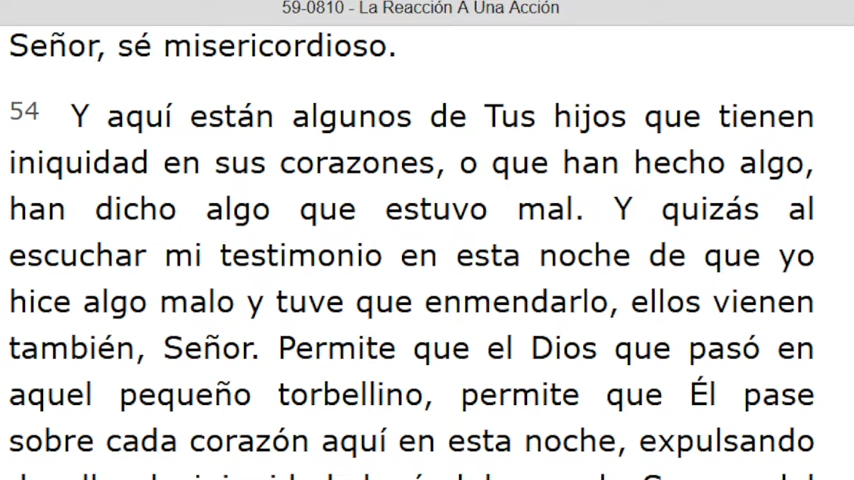 59-0810 - La Reacción A Una Acción
Señor, sé misericordioso.
54 Y aquí están algunos de Tus hijos que tienen
iniquidad en sus corazones, o que han hecho algo,
han dicho algo que estuvo mal. Y quizás al
escuchar mi testimonio en esta noche de que yo
hice algo malo y tuve que enmendarlo, ellos vienen
también, Señor. Permite que el Dios que pasó en
aquel pequeño torbellino, permite que Él pase
sobre cada corazón aquí en esta noche, expulsando